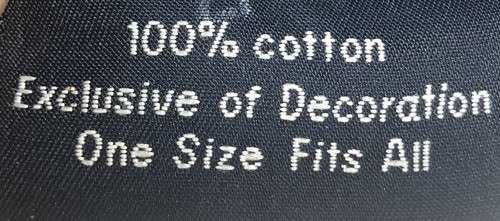 100% cotton
Exclusive of Decoration
One Size Fits All